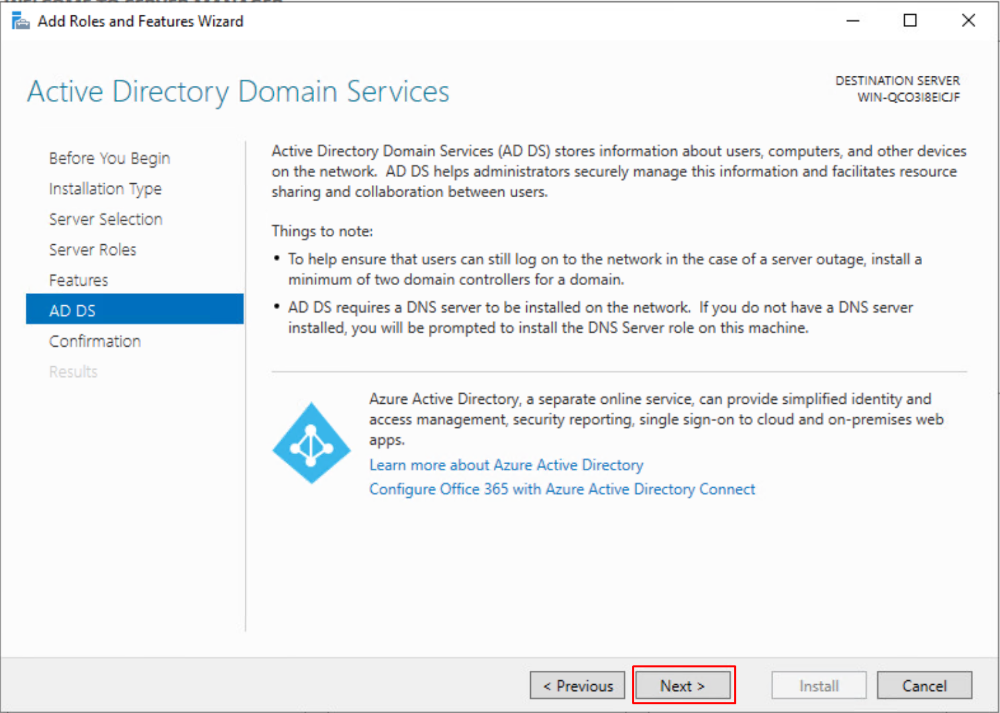 Add Roles and Features Wizard
Active Directory Domain Services
DESTINATION SERVER
WIN-QCO3I8EICJF
Before You Begin
Installation Type
Server Selection
Server Roles
Features
AD DS
Confirmation
Results
Active Directory Domain Services (AD DS) stores information about users, computers, and other devices
on the network.  AD DS helps administrators securely manage this information and facilitates resource
sharing and collaboration between users.
Things to note:
• To help ensure that users can still log on to the network in the case of a server outage, install a
minimum of two domain controllers for a domain.
• AD DS requires a DNS server to be installed on the network.  If you do not have a DNS server
installed, you will be prompted to install the DNS Server role on this machine.
Azure Active Directory, a separate online service, can provide simplified identity and
access management, security reporting, single sign-on to cloud and on-premises web
apps.
Learn more about Azure Active Directory
Configure Office 365 with Azure Active Directory Connect
< Previous
Next >
Install
Cancel